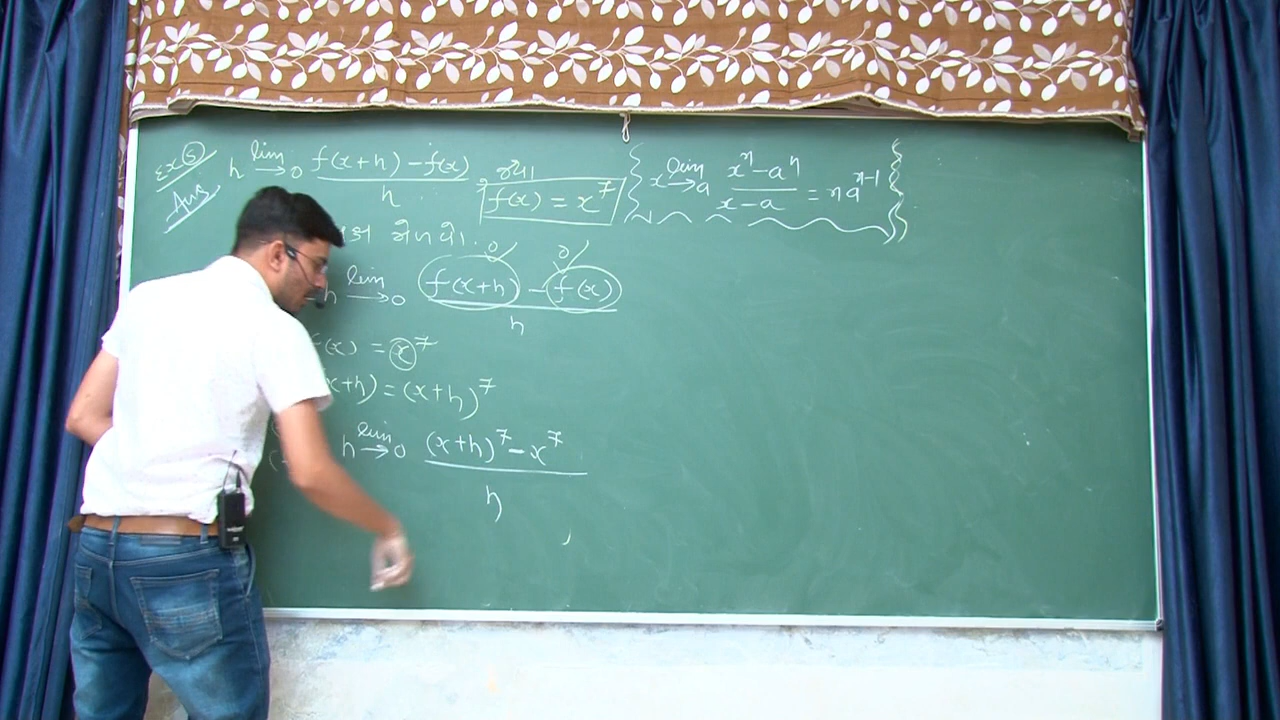 Ex ⑤ lim h→0 f(x+h) - f(x) / h , જ્યાં f(x) = x⁷
lim x→a xⁿ - aⁿ / x - a = n aⁿ⁻¹
Ans
મેળવો.
lim h→0 f(x+h) - f(x) / h
f(x) = x⁷
x+h) = (x+h)⁷
lim h→0 (x+h)⁷ - x⁷ / h